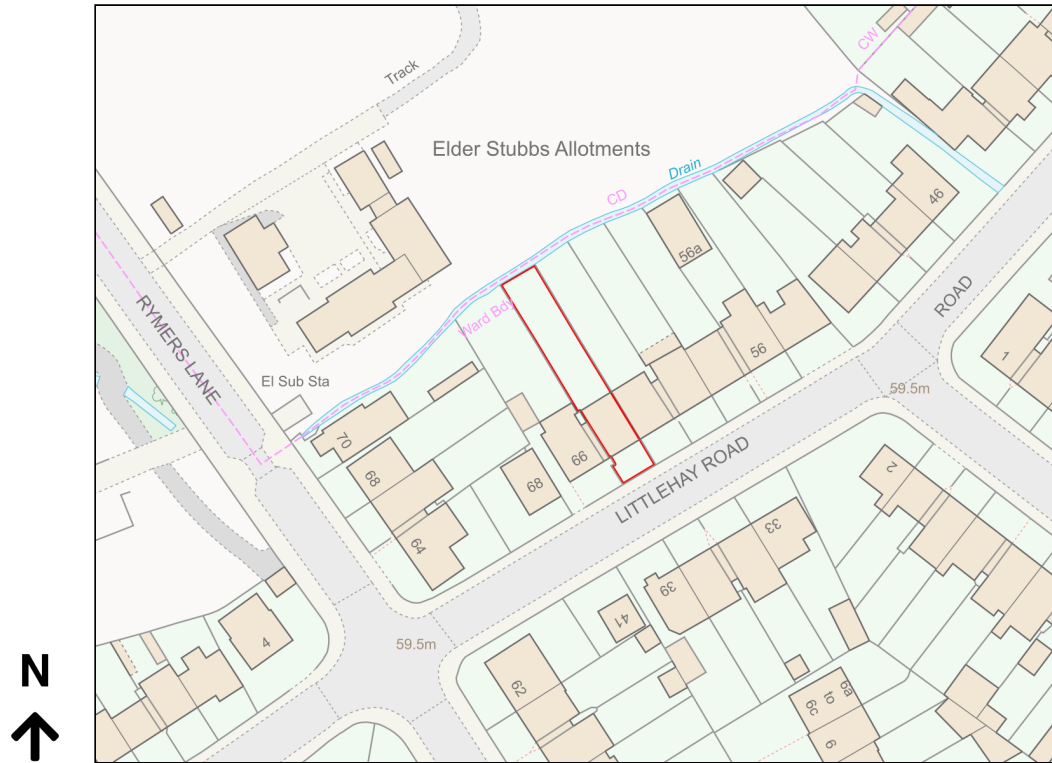 CW
Track
Elder Stubbs Allotments
Drain
CD
46
56a
RYMERS LANE
Ward Bdy
ROAD
1
El Sub Sta
56
59.5m
70
68
66
68
LITTLEHAY ROAD
2
64
33
39
41
4
59.5m
62
6a
to
6c
6
N